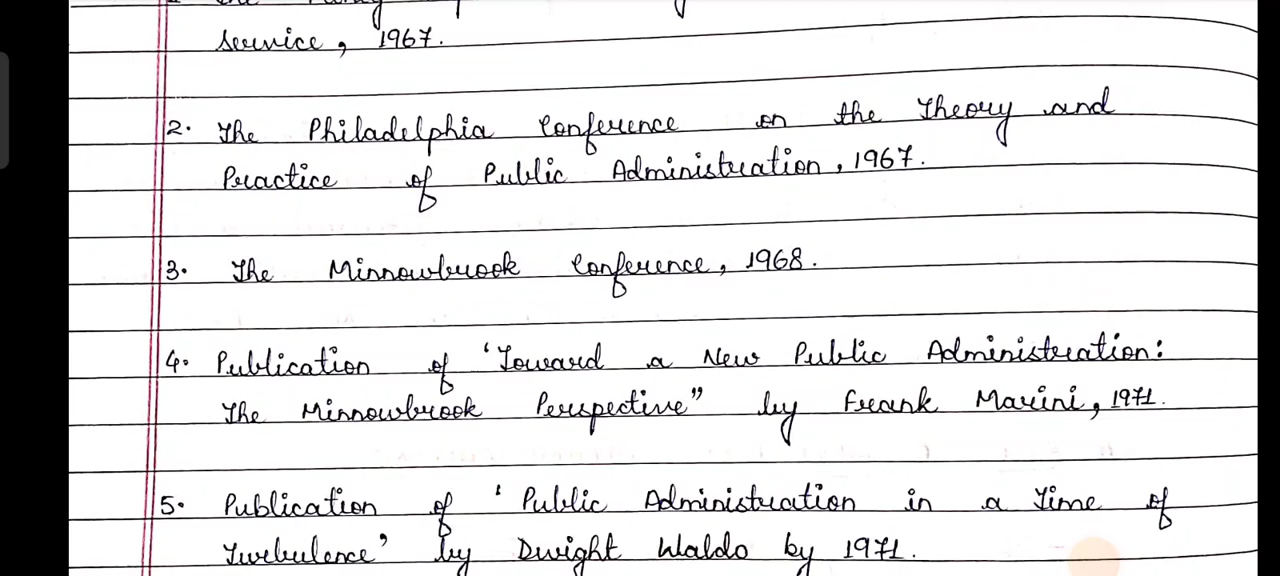 service, 1967.
2. The Philadelphia Conference on the Theory and
Practice of Public Administration, 1967.
3. The Minnowbrook Conference, 1968.
4. Publication of 'Toward a New Public Administration:
The Minnowbrook Perspective" by Frank Marini, 1971.
5. Publication of ' Public Administration in a Time of
Turbulence' by Dwight Waldo by 1971.